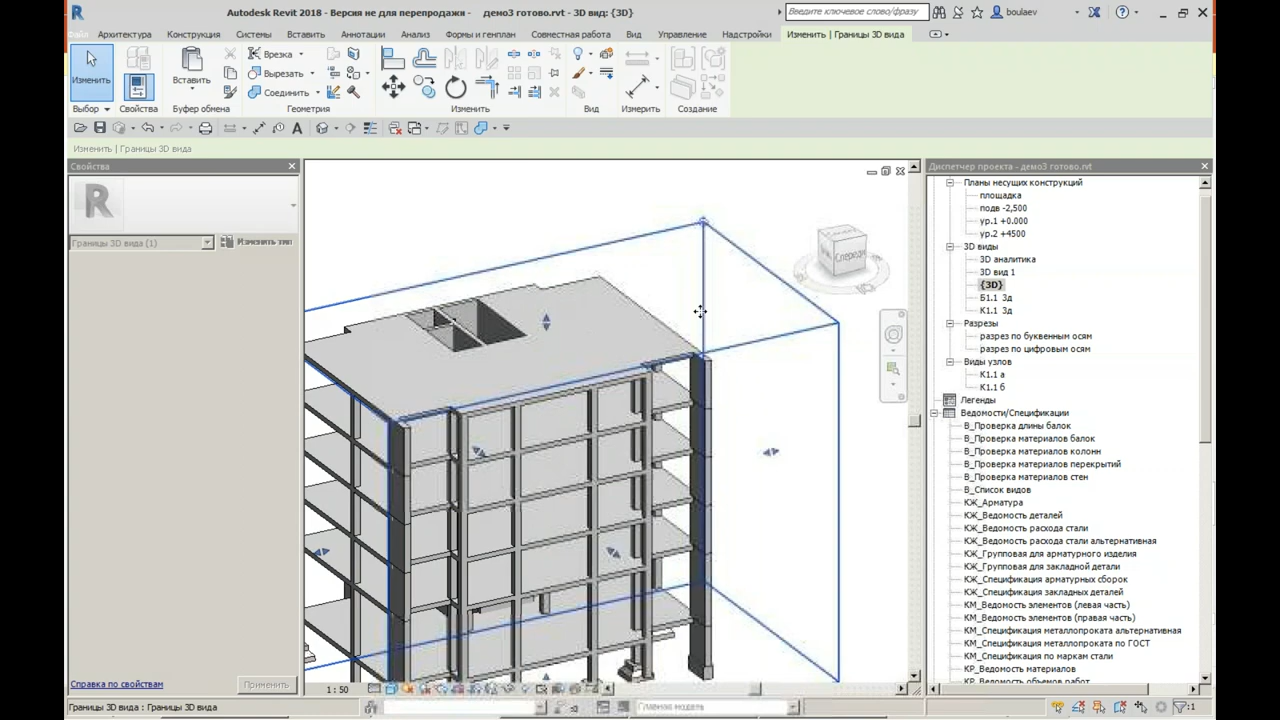 Autodesk Revit 2018 - Версия не для перепродажи - демо3 готово.rvt - 3D вид: {3D}
Введите ключевое слово/фразу
boulaev
Файл Архитектура Конструкция Системы Вставить Аннотации Анализ Формы и генплан Совместная работа Вид Управление Надстройки Изменить | Границы 3D вида
Изменить
Вставить
Врезка
Вырезать
Соединить
Выбор Свойства Буфер обмена Геометрия Изменить Вид Измерить Создание
Изменить | Границы 3D вида
Свойства
Границы 3D вида (1)
Изменить тип
Справка по свойствам
Применить
Спереди
1 : 50
Диспетчер проекта - демо3 готово.rvt
Планы несущих конструкций
площадка
подв -2,500
ур.1 +0.000
ур.2 +4500
3D виды
3D аналитика
3D вид 1
{3D}
Б1.1 3д
К1.1 3д
Разрезы
разрез по буквенным осям
разрез по цифровым осям
Виды узлов
К1.1 а
К1.1 б
Легенды
Ведомости/Спецификации
В_Проверка длины балок
В_Проверка материалов балок
В_Проверка материалов колонн
В_Проверка материалов перекрытий
В_Проверка материалов стен
В_Список видов
КЖ_Арматура
КЖ_Ведомость деталей
КЖ_Ведомость расхода стали
КЖ_Ведомость расхода стали альтернативная
КЖ_Групповая для арматурного изделия
КЖ_Групповая для закладной детали
КЖ_Спецификация арматурных сборок
КЖ_Спецификация закладных деталей
КМ_Ведомость элементов (левая часть)
КМ_Ведомость элементов (правая часть)
КМ_Спецификация металлопроката альтернативная
КМ_Спецификация металлопроката по ГОСТ
КМ_Спецификация по маркам стали
КР_Ведомость материалов
КР_Ведомость объемов работ
Границы 3D вида : Границы 3D вида
Главная модель
:1